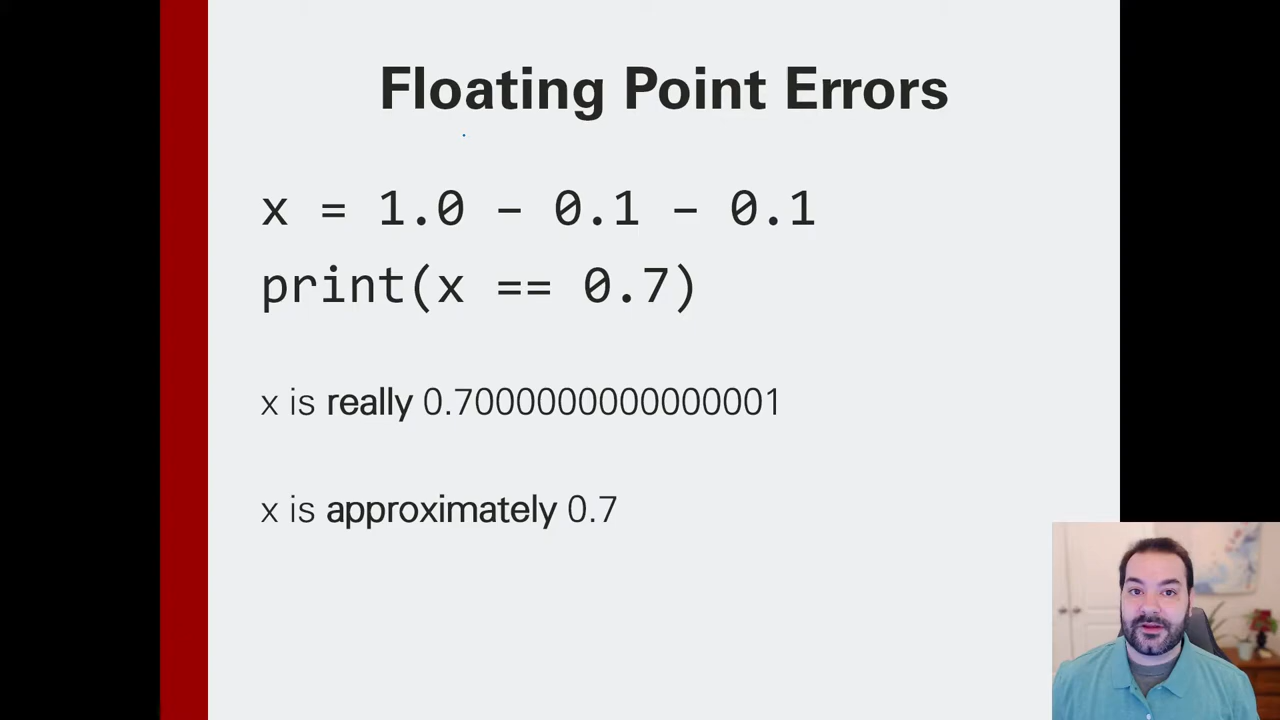 Floating Point Errors
x = 1.0 – 0.1 – 0.1
print(x == 0.7)
x is really 0.7000000000000001
x is approximately 0.7